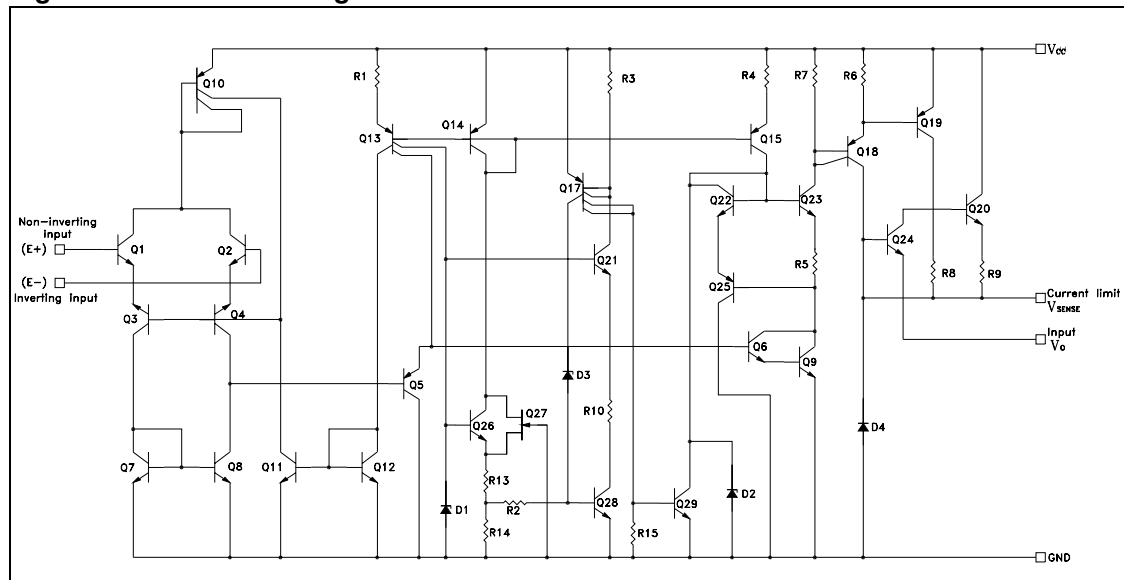 Vcc
Q10
R1
R3
R4
R7
R6
Q13
Q14
Q15
Q18
Q19
Q17
Q22
Q23
Q20
Q24
Non-inverting
input
(E+)
Q1
Q2
Q21
R5
R8
R9
(E-)
Inverting input
Q25
Current limit
VSENSE
Q3
Q4
Q6
Q9
Input
Vo
Q5
D3
R10
Q26
Q27
D4
Q7
Q8
Q11
Q12
R13
D1
R2
Q28
Q29
D2
R14
R15
GND